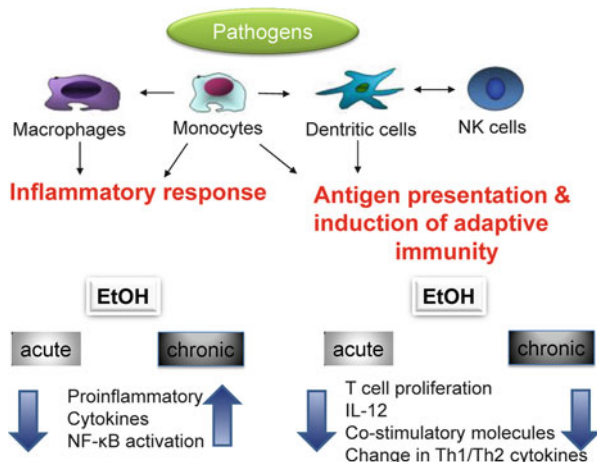 Pathogens
Macrophages
Monocytes
Dentritic cells
NK cells
Inflammatory response
Antigen presentation &
induction of adaptive
immunity
EtOH
acute
chronic
Proinflammatory
Cytokines
NF-κB activation
EtOH
acute
chronic
T cell proliferation
IL-12
Co-stimulatory molecules
Change in Th1/Th2 cytokines